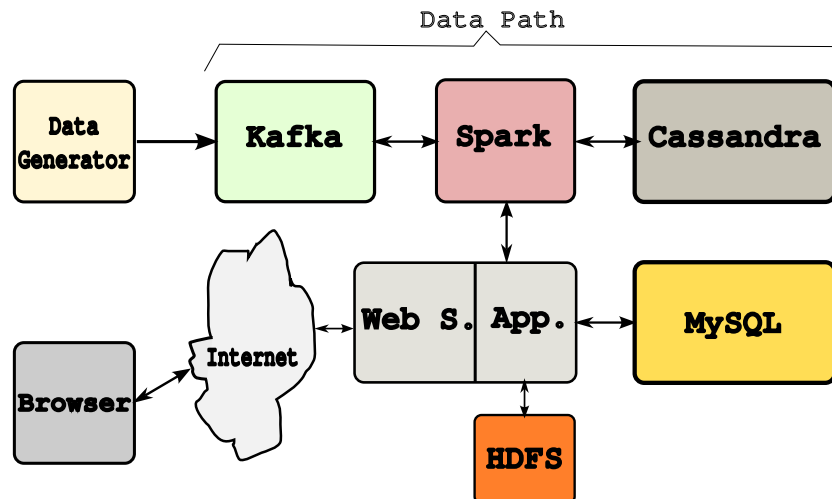 Data Path
Data
Generator
Kafka
Spark
Cassandra
Web S.
App.
MySQL
Internet
Browser
HDFS